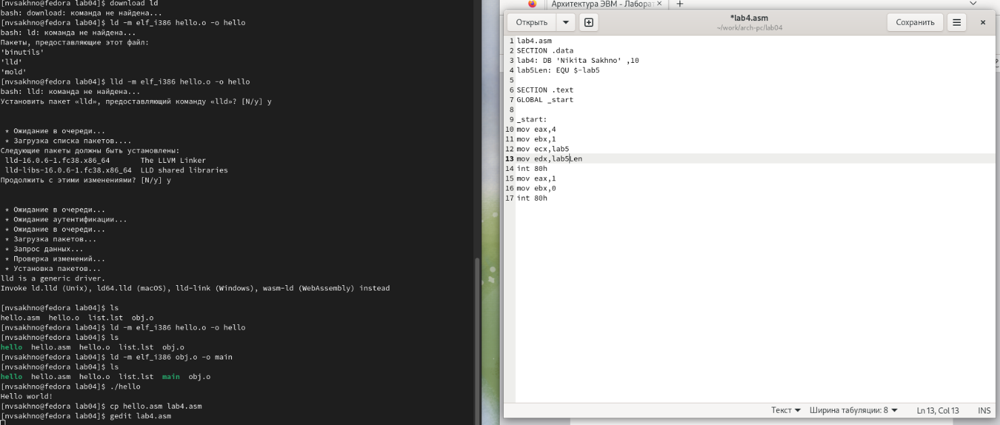 [nvsakhno@fedora lab04]$ download ld
bash: download: команда не найдена...
[nvsakhno@fedora lab04]$ ld -m elf_i386 hello.o -o hello
bash: ld: команда не найдена...
Пакеты, предоставляющие этот файл:
'binutils'
'lld'
'mold'
[nvsakhno@fedora lab04]$ lld -m elf_i386 hello.o -o hello
bash: lld: команда не найдена...
Установить пакет «lld», предоставляющий команду «lld»? [N/y] y
* Ожидание в очереди...
* Загрузка списка пакетов....
Следующие пакеты должны быть установлены:
lld-16.0.6-1.fc38.x86_64 The LLVM Linker
lld-libs-16.0.6-1.fc38.x86_64 LLD shared libraries
Продолжить с этими изменениями? [N/y] y
* Ожидание в очереди...
* Ожидание аутентификации...
* Ожидание в очереди...
* Загрузка пакетов...
* Запрос данных...
* Проверка изменений...
* Установка пакетов...
lld is a generic driver.
Invoke ld.lld (Unix), ld64.lld (macOS), lld-link (Windows), wasm-ld (WebAssembly) instead
[nvsakhno@fedora lab04]$ ls
hello.asm hello.o list.lst obj.o
[nvsakhno@fedora lab04]$ ld -m elf_i386 hello.o -o hello
[nvsakhno@fedora lab04]$ ls
hello hello.asm hello.o list.lst obj.o
[nvsakhno@fedora lab04]$ ld -m elf_i386 obj.o -o main
[nvsakhno@fedora lab04]$ ls
hello hello.asm hello.o list.lst main obj.o
[nvsakhno@fedora lab04]$ ./hello
Hello world!
[nvsakhno@fedora lab04]$ cp hello.asm lab4.asm
[nvsakhno@fedora lab04]$ gedit lab4.asm
Архитектура ЭВМ - Лаборат
Открыть
*lab4.asm
~/work/arch-pc/lab04
Сохранить
1 lab4.asm
2 SECTION .data
3 lab4: DB 'Nikita Sakhno' ,10
4 lab5Len: EQU $-lab5
5
6 SECTION .text
7 GLOBAL _start
8
9 _start:
10 mov eax,4
11 mov ebx,1
12 mov ecx,lab5
13 mov edx,lab5Len
14 int 80h
15 mov eax,1
16 mov ebx,0
17 int 80h
Текст Ширина табуляции: 8 Ln 13, Col 13 INS